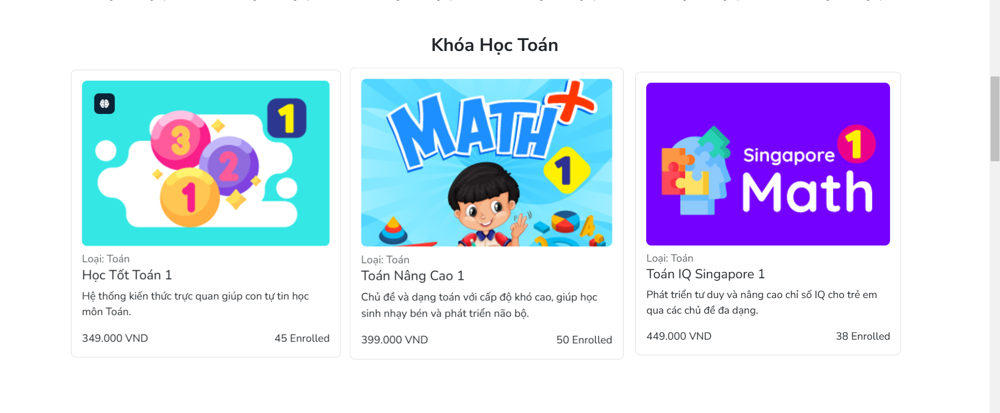 Khóa Học Toán
3
2
1
1
Loại: Toán
Học Tốt Toán 1
Hệ thống kiến thức trực quan giúp con tự tin học
môn Toán.
349.000 VND
45 Enrolled
MATH+
1
4
Loại: Toán
Toán Nâng Cao 1
Chủ đề và dạng toán với cấp độ khó cao, giúp học
sinh nhạy bén và phát triển não bộ.
399.000 VND
50 Enrolled
Singapore 1
Math
Loại: Toán
Toán IQ Singapore 1
Phát triển tư duy và nâng cao chỉ số IQ cho trẻ em
qua các chủ đề đa dạng.
449.000 VND
38 Enrolled